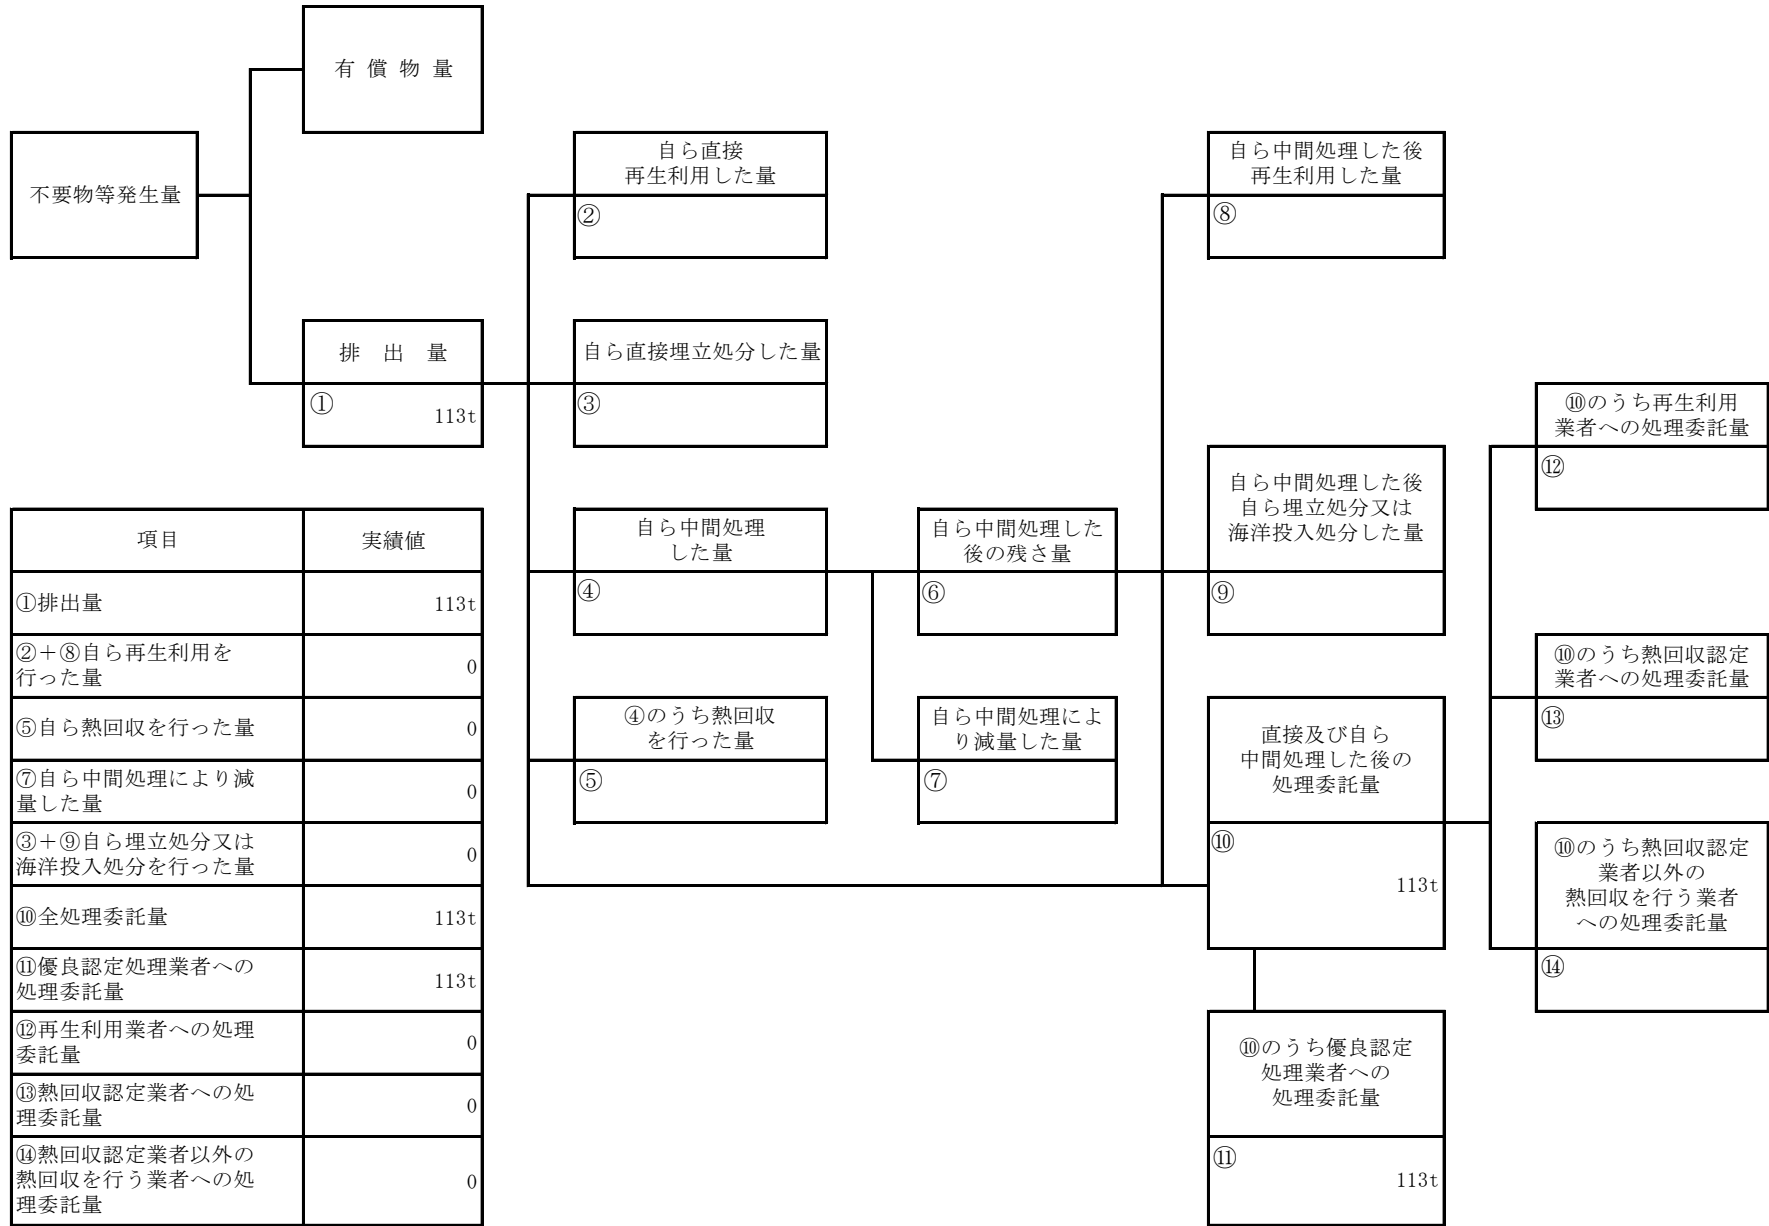 有 償 物 量
不要物等発生量
排 出 量
①
113t
自ら直接
再生利用した量
②
自ら直接埋立処分した量
③
自ら中間処理
した量
④
④のうち熱回収
を行った量
⑤
自ら中間処理した
後の残さ量
⑥
自ら中間処理によ
り減量した量
⑦
自ら中間処理した後
再生利用した量
⑧
自ら中間処理した後
自ら埋立処分又は
海洋投入処分した量
⑨
直接及び自ら
中間処理した後の
処理委託量
⑩
113t
⑩のうち優良認定
処理業者への
処理委託量
⑪
113t
⑩のうち再生利用
業者への処理委託量
⑫
⑩のうち熱回収認定
業者への処理委託量
⑬
⑩のうち熱回収認定
業者以外の
熱回収を行う業者
への処理委託量
⑭
項目 実績値
①排出量 113t
②+⑧自ら再生利用を
行った量 0
⑤自ら熱回収を行った量 0
⑦自ら中間処理により減
量した量 0
③+⑨自ら埋立処分又は
海洋投入処分を行った量 0
⑩全処理委託量 113t
⑪優良認定処理業者への
処理委託量 113t
⑫再生利用業者への処理
委託量 0
⑬熱回収認定業者への処
理委託量 0
⑭熱回収認定業者以外の
熱回収を行う業者への処
理委託量 0